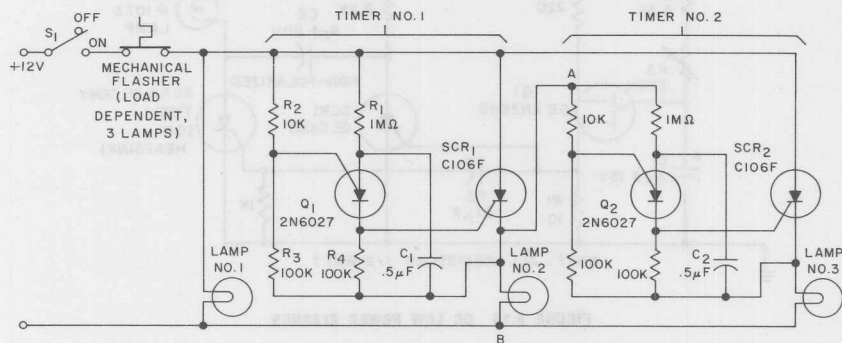 TIMER NO.1
TIMER NO.2
OFF
S1
ON
+12V
MECHANICAL
FLASHER
(LOAD
DEPENDENT,
3 LAMPS)
R2
10K
R1
1MΩ
SCR1
C106F
Q1
2N6027
R3
100K
R4
100K
C1
.5μF
LAMP
NO.1
LAMP
NO.2
A
B
10K
1MΩ
SCR2
C106F
Q2
2N6027
100K
100K
C2
.5μF
LAMP
NO.3